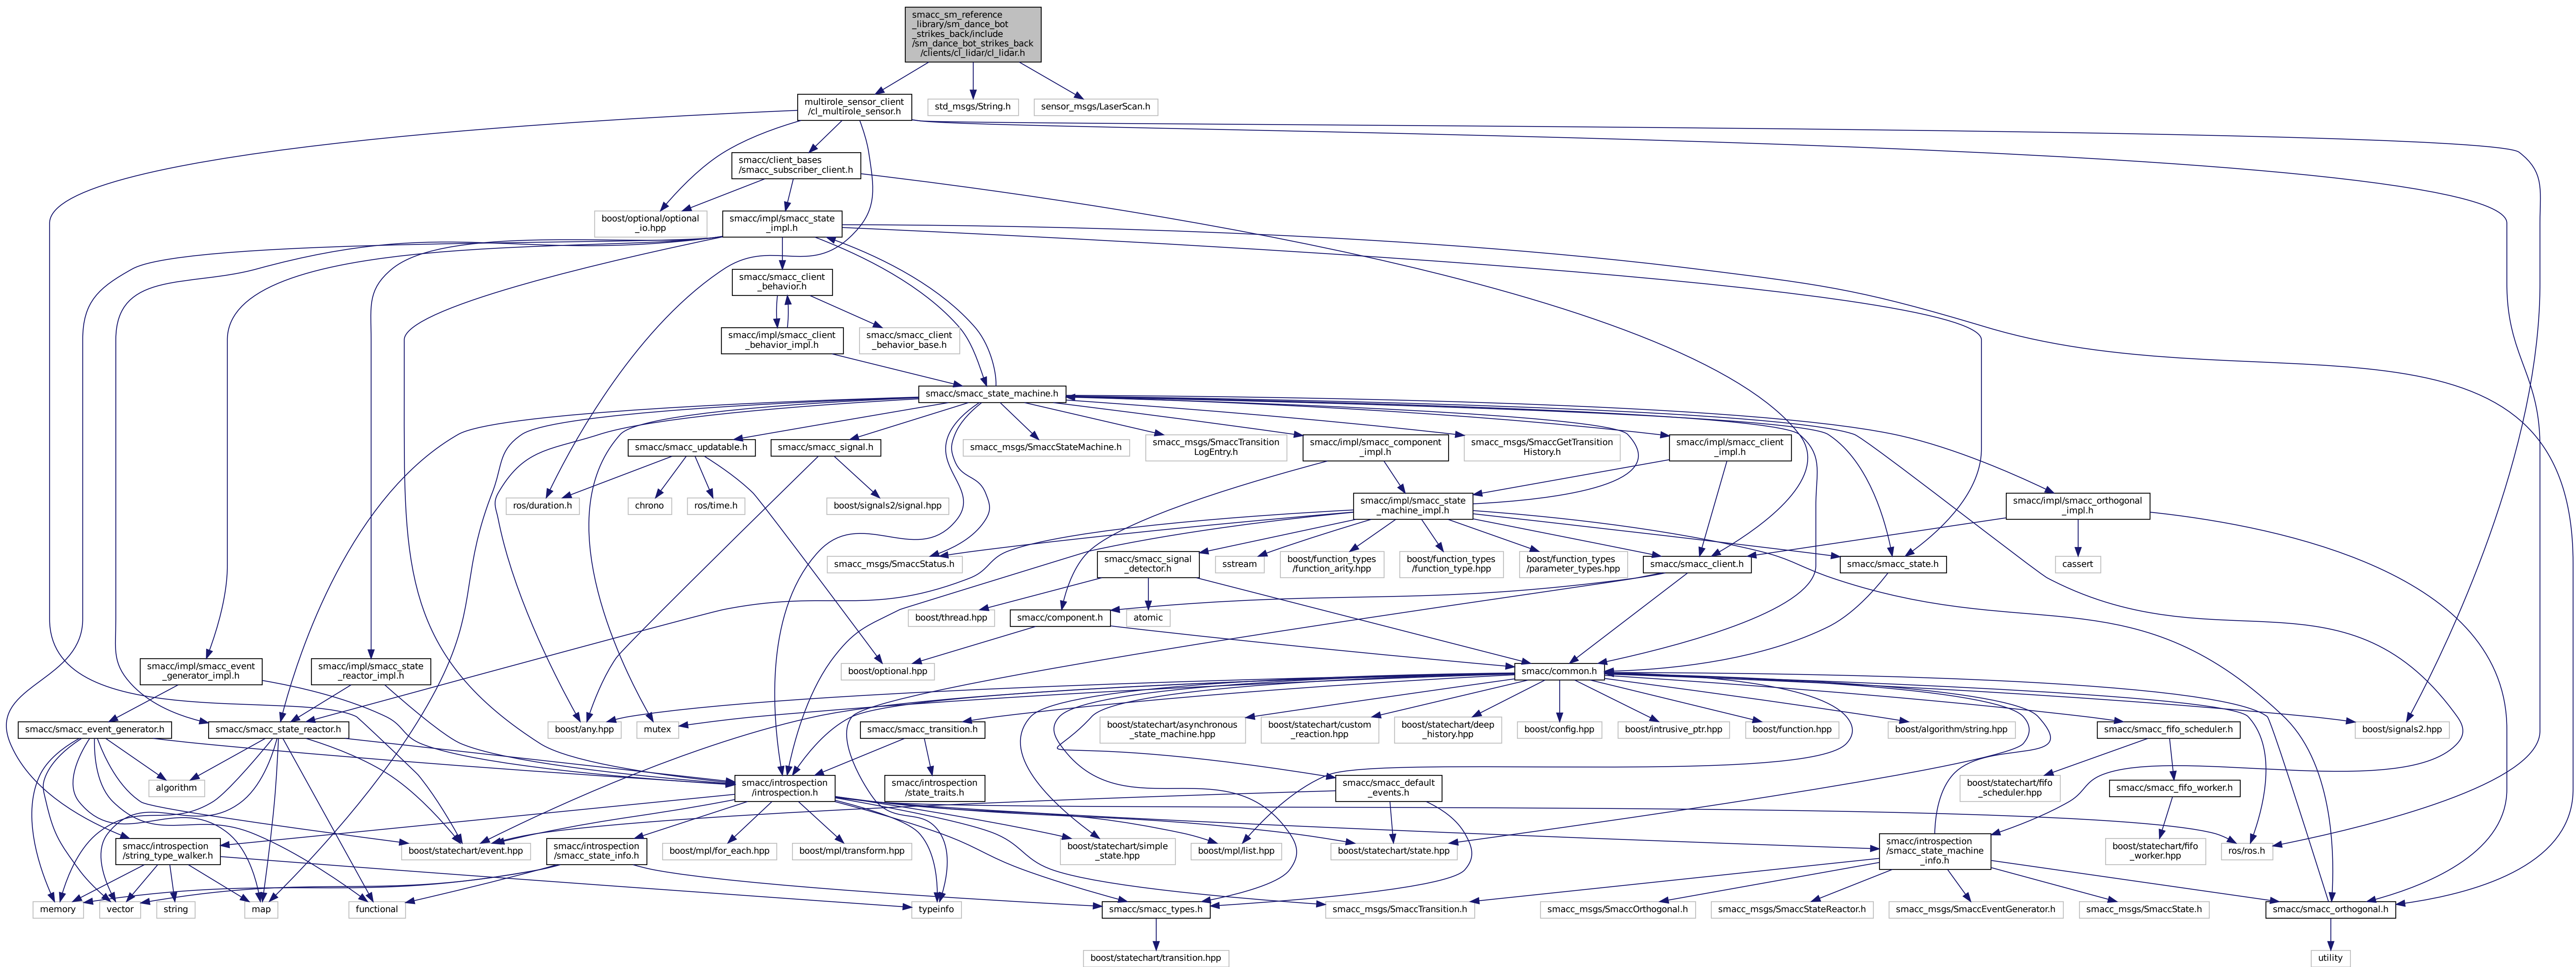 smacc_sm_reference
_library/sm_dance_bot
_strikes_back/include
/sm_dance_bot_strikes_back
/clients/cl_lidar/cl_lidar.h
multirole_sensor_client
/cl_multirole_sensor.h
std_msgs/String.h
sensor_msgs/LaserScan.h
smacc/client_bases
/smacc_subscriber_client.h
boost/optional/optional
_io.hpp
smacc/impl/smacc_state
_impl.h
smacc/smacc_client
_behavior.h
smacc/impl/smacc_client
_behavior_impl.h
smacc/smacc_client
_behavior_base.h
smacc/smacc_state_machine.h
smacc/smacc_updatable.h
smacc/smacc_signal.h
smacc_msgs/SmaccStateMachine.h
smacc_msgs/SmaccTransition
LogEntry.h
smacc/impl/smacc_component
_impl.h
smacc_msgs/SmaccGetTransition
History.h
smacc/impl/smacc_client
_impl.h
ros/duration.h
chrono
ros/time.h
boost/signals2/signal.hpp
smacc/impl/smacc_state
_machine_impl.h
smacc/impl/smacc_orthogonal
_impl.h
smacc_msgs/SmaccStatus.h
smacc/smacc_signal
_detector.h
sstream
boost/function_types
/function_arity.hpp
boost/function_types
/function_type.hpp
boost/function_types
/parameter_types.hpp
smacc/smacc_client.h
smacc/smacc_state.h
cassert
boost/thread.hpp
smacc/component.h
atomic
smacc/impl/smacc_event
_generator_impl.h
smacc/impl/smacc_state
_reactor_impl.h
boost/optional.hpp
smacc/common.h
smacc/smacc_event_generator.h
smacc/smacc_state_reactor.h
boost/any.hpp
mutex
smacc/smacc_transition.h
boost/statechart/asynchronous
_state_machine.hpp
boost/statechart/custom
_reaction.hpp
boost/statechart/deep
_history.hpp
boost/config.hpp
boost/intrusive_ptr.hpp
boost/function.hpp
boost/algorithm/string.hpp
smacc/smacc_fifo_scheduler.h
boost/signals2.hpp
algorithm
smacc/introspection
/introspection.h
smacc/introspection
/state_traits.h
smacc/smacc_default
_events.h
boost/statechart/fifo
_scheduler.hpp
smacc/smacc_fifo_worker.h
smacc/introspection
/string_type_walker.h
boost/statechart/event.hpp
smacc/introspection
/smacc_state_info.h
boost/mpl/for_each.hpp
boost/mpl/transform.hpp
boost/statechart/simple
_state.hpp
boost/mpl/list.hpp
boost/statechart/state.hpp
smacc/introspection
/smacc_state_machine
_info.h
boost/statechart/fifo
_worker.hpp
ros/ros.h
memory
vector
string
map
functional
typeinfo
smacc/smacc_types.h
smacc_msgs/SmaccTransition.h
smacc_msgs/SmaccOrthogonal.h
smacc_msgs/SmaccStateReactor.h
smacc_msgs/SmaccEventGenerator.h
smacc_msgs/SmaccState.h
smacc/smacc_orthogonal.h
boost/statechart/transition.hpp
utility